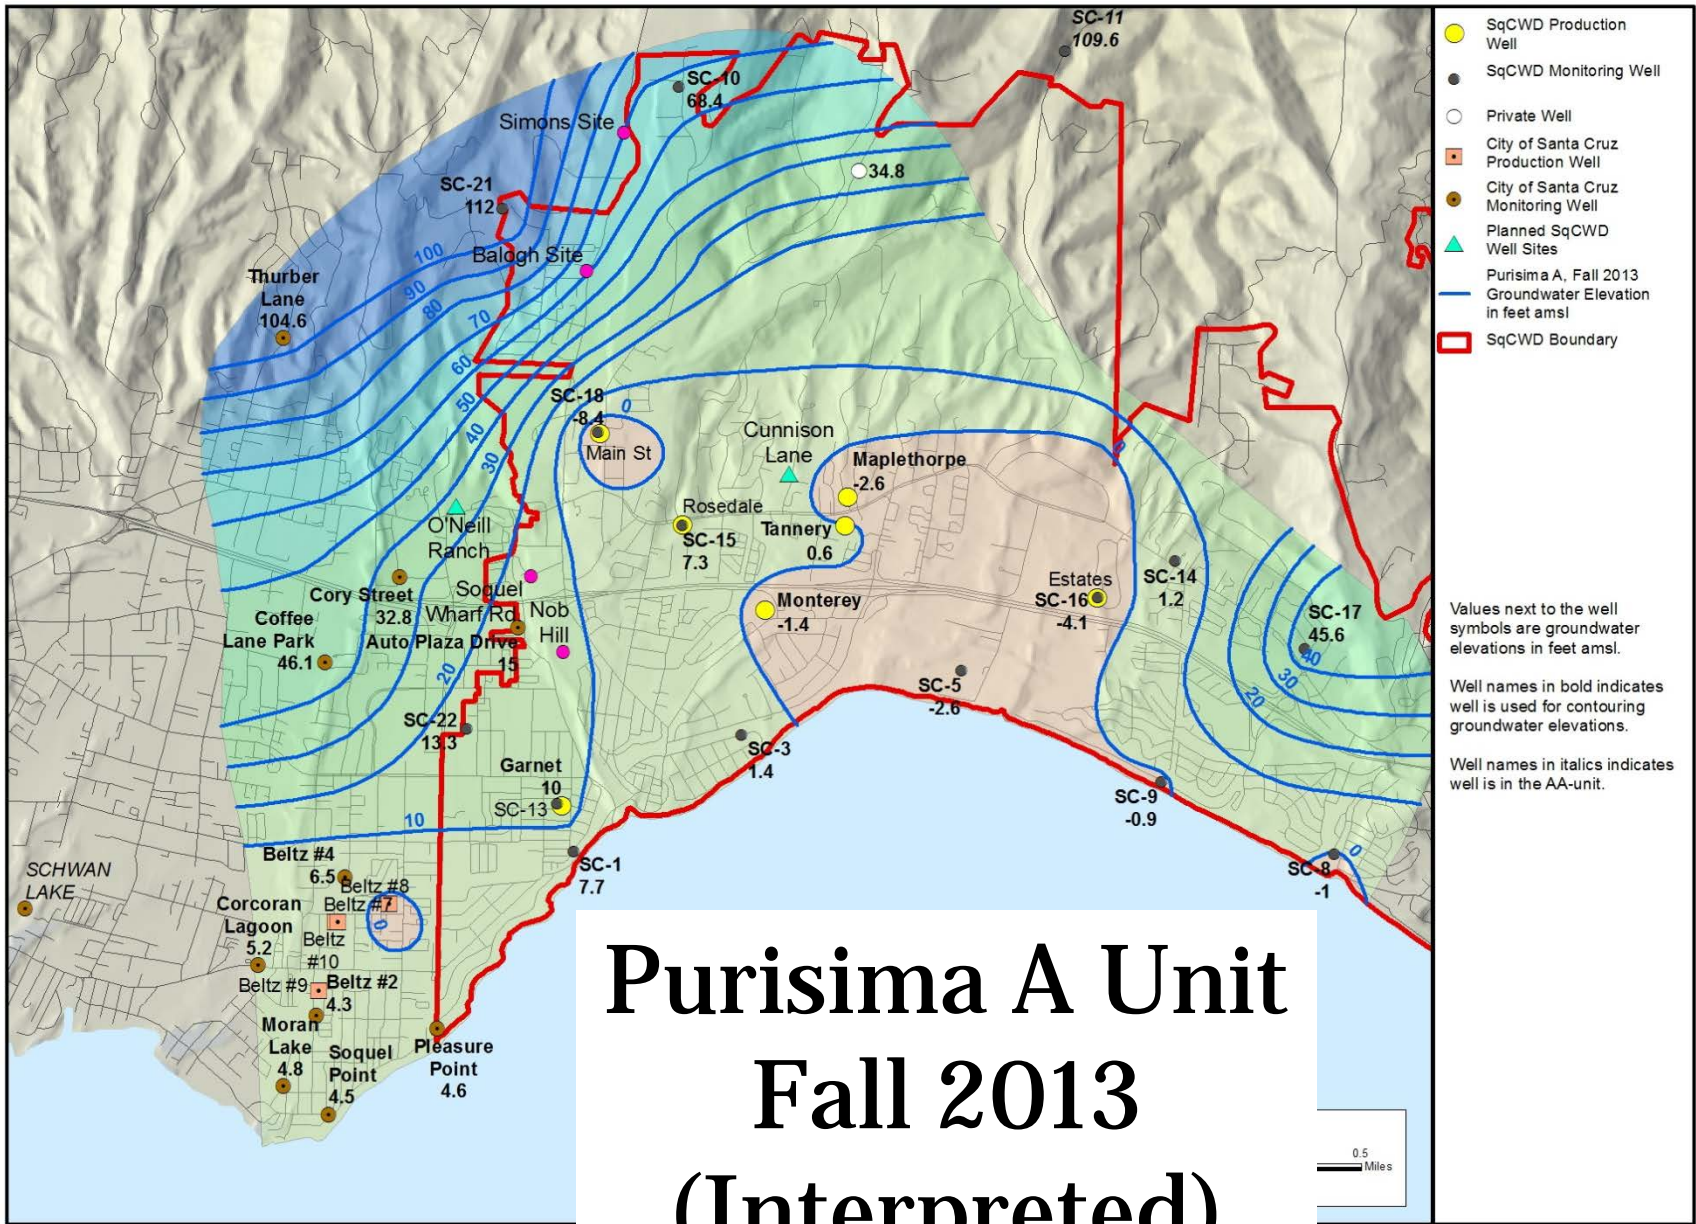 SC-11
109.6
SC-10
68.4
Simons Site
34.8
SC-21
112
Balogh Site
100
90
80
70
60
50
40
30
20
10
Thurber
Lane
104.6
SC-18
-8.4
0
Main St
Cunnison
Lane
Maplethorpe
-2.6
0
Rosedale
SC-15
7.3
Tannery
0.6
O'Neill
Ranch
Cory Street
32.8
Soquel
Wharf Rd.
Nob
Hill
Coffee
Lane Park
46.1
Auto Plaza Drive
15
Monterey
-1.4
Estates
SC-16
-4.1
SC-14
1.2
SC-17
45.6
40
30
20
SC-5
-2.6
SC-22
13.3
SC-3
1.4
Garnet
10
SC-13
SC-9
-0.9
SC-1
7.7
0
SC-8
-1
SCHWAN
LAKE
Beltz #4
6.5
Beltz #8
Beltz #7
0
Corcoran
Lagoon
5.2
Beltz
#10
Beltz #9
Beltz #2
4.3
Moran
Lake
4.8
Soquel
Point
4.5
Pleasure
Point
4.6
Purisima A Unit
Fall 2013
(Interpreted)
0.5
Miles
SqCWD Production
Well
SqCWD Monitoring Well
Private Well
City of Santa Cruz
Production Well
City of Santa Cruz
Monitoring Well
Planned SqCWD
Well Sites
Purisima A, Fall 2013
Groundwater Elevation
in feet amsl
SqCWD Boundary
Values next to the well
symbols are groundwater
elevations in feet amsl.
Well names in bold indicates
well is used for contouring
groundwater elevations.
Well names in italics indicates
well is in the AA-unit.